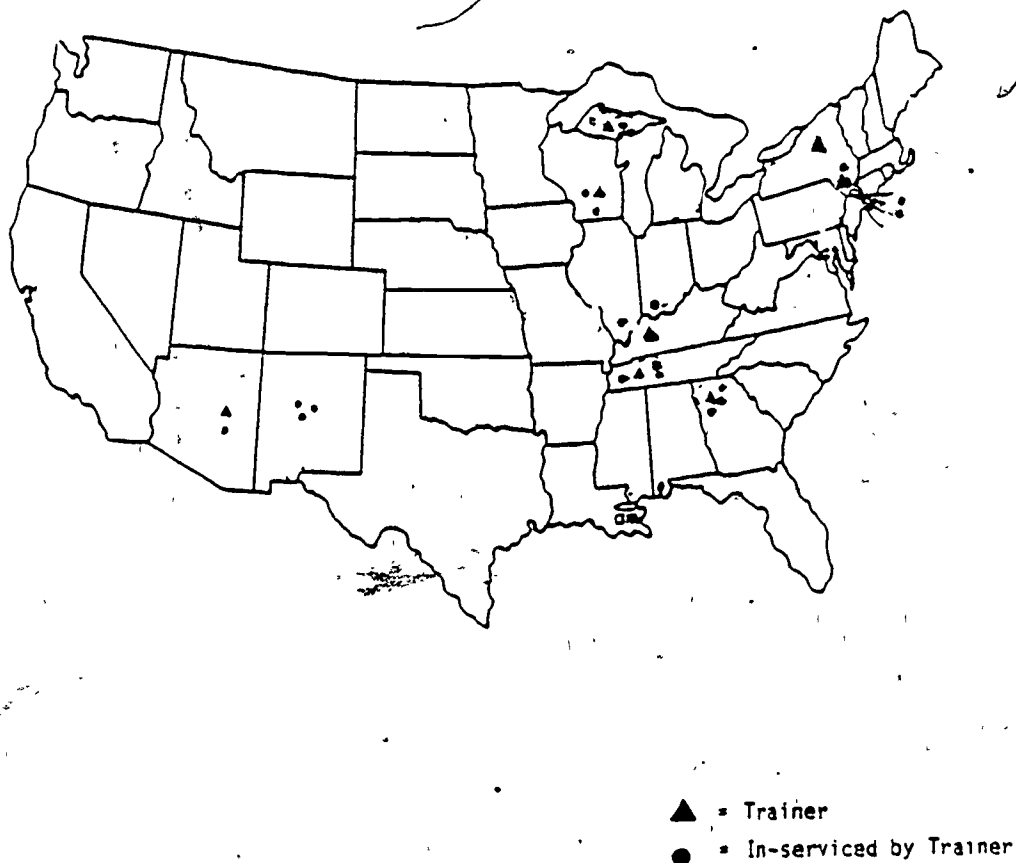 ▲ = Trainer
● = In-serviced by Trainer